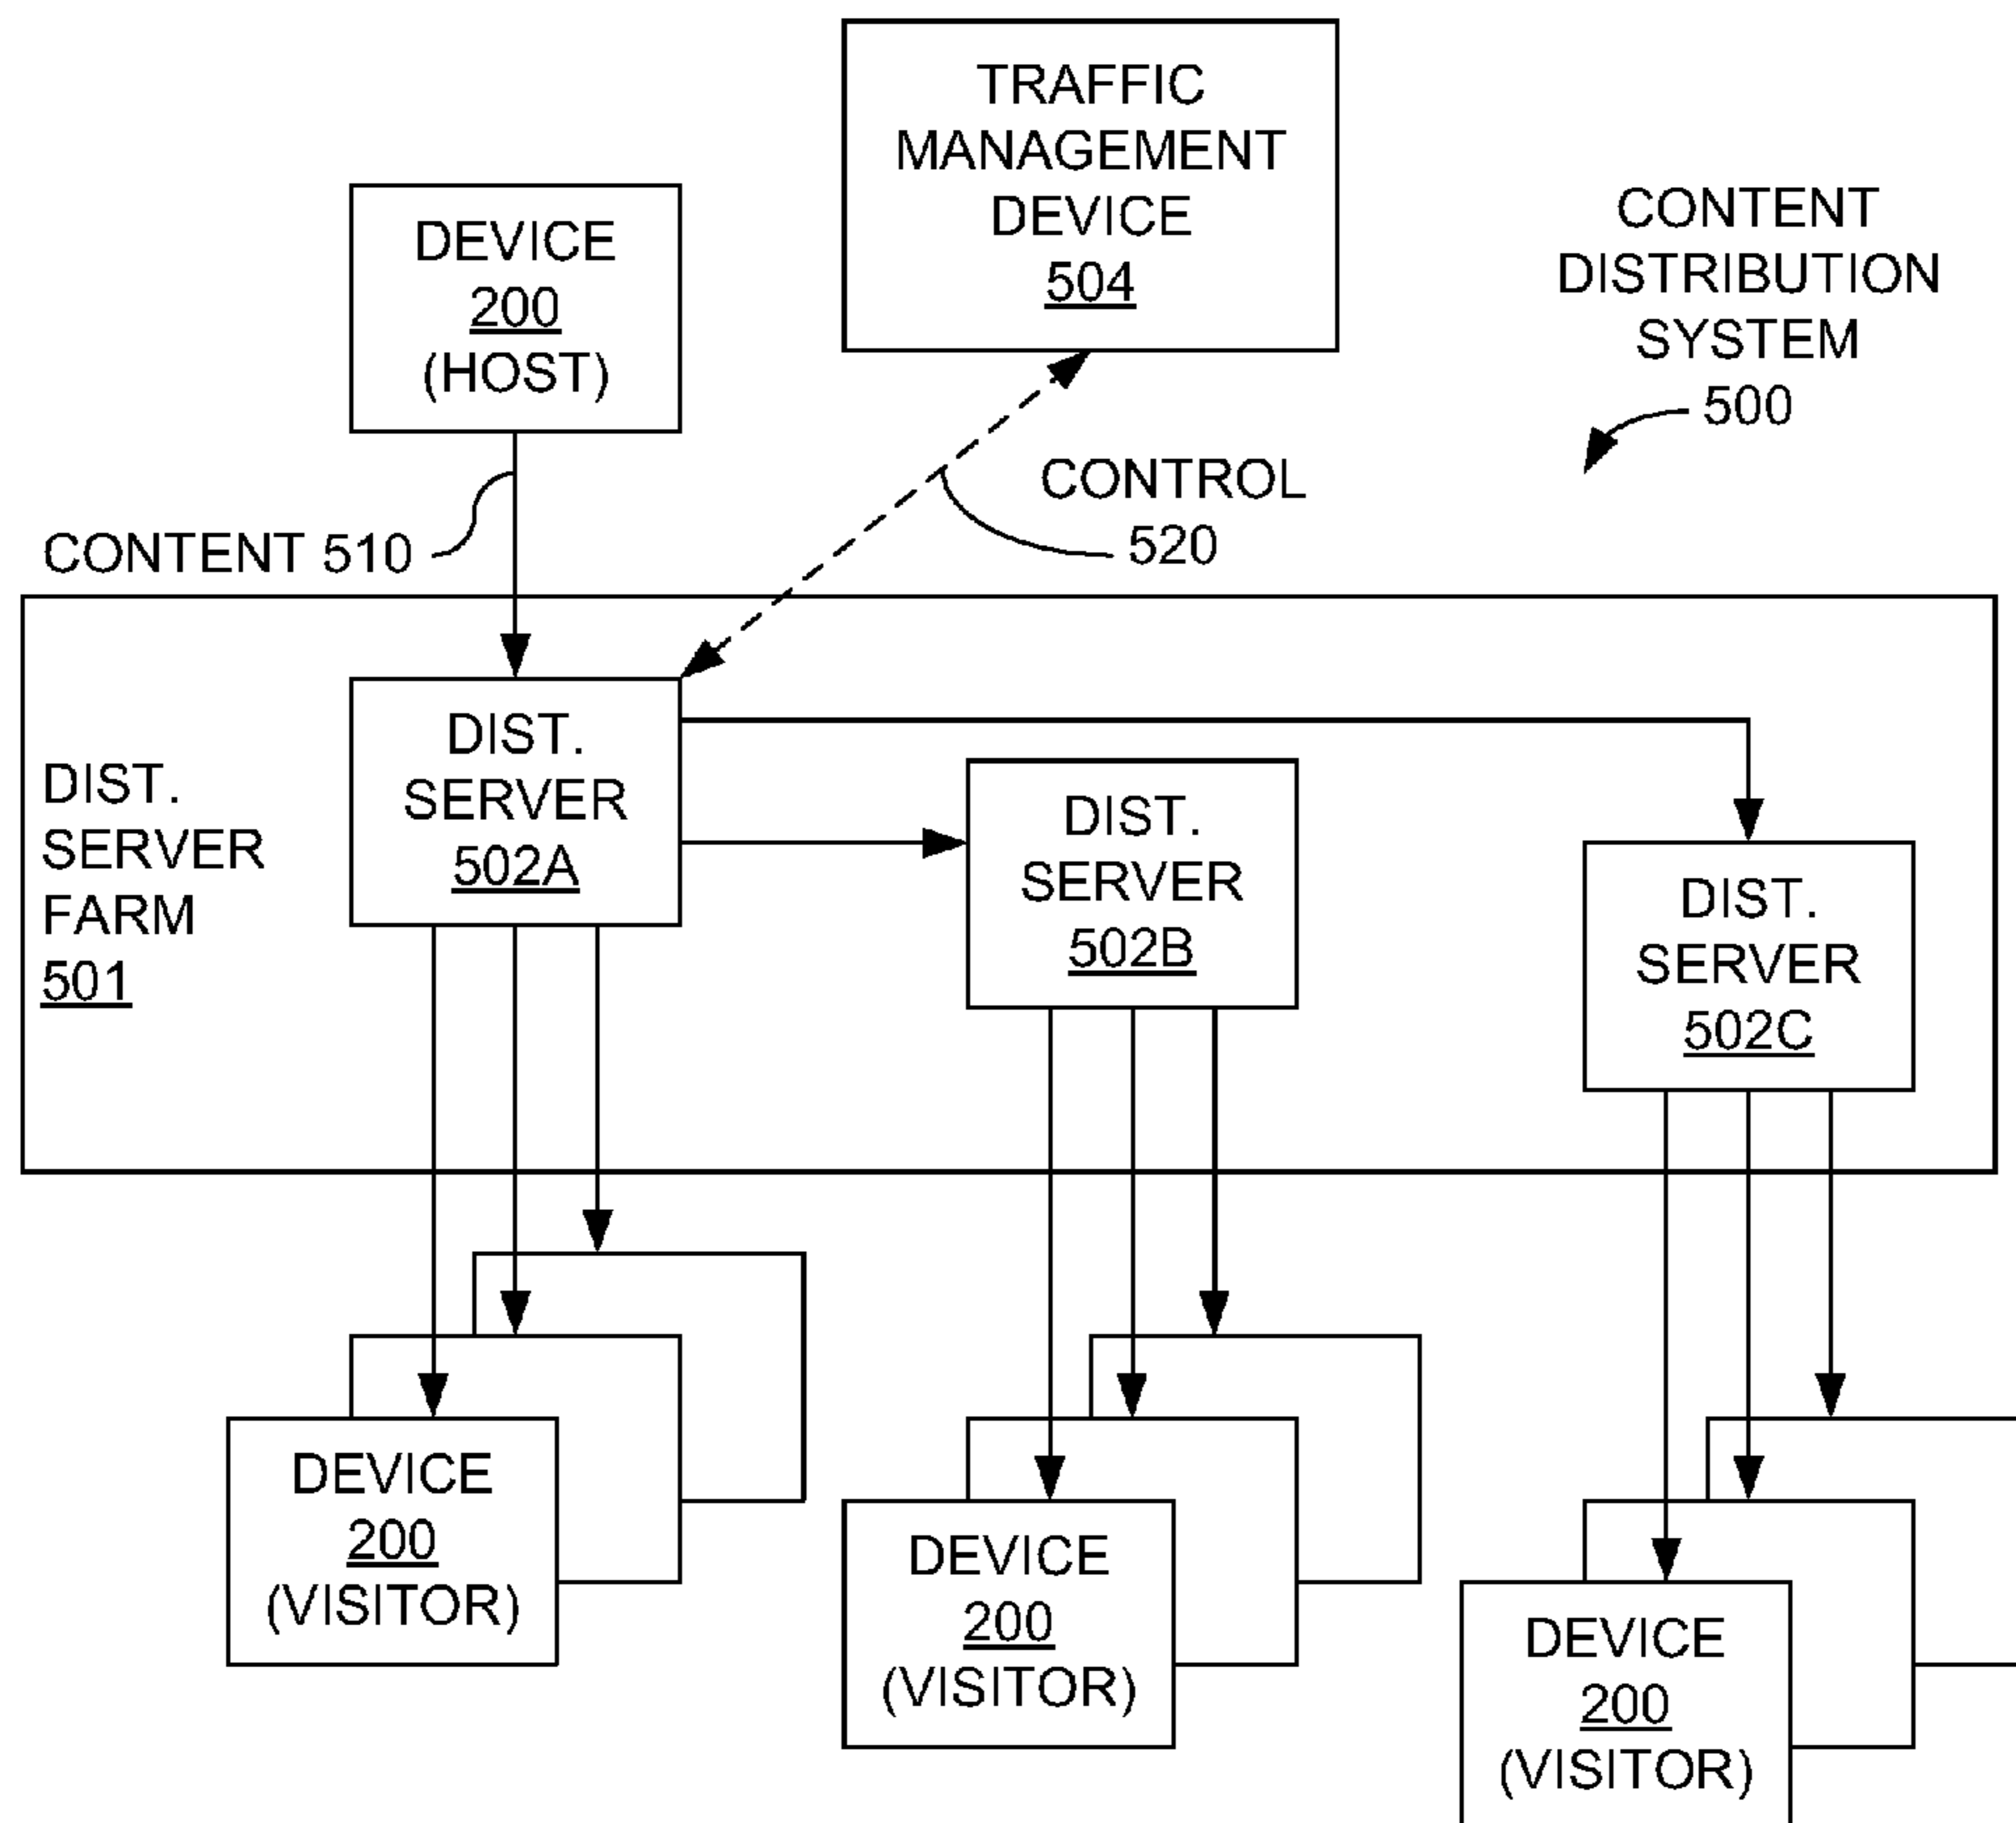 TRAFFIC
MANAGEMENT
DEVICE
504
DEVICE
200
(HOST)
CONTENT
DISTRIBUTION
SYSTEM
500
CONTROL
520
CONTENT 510
DIST.
SERVER
FARM
501
DIST.
SERVER
502A
DIST.
SERVER
502B
DIST.
SERVER
502C
DEVICE
200
(VISITOR)
DEVICE
200
(VISITOR)
DEVICE
200
(VISITOR)